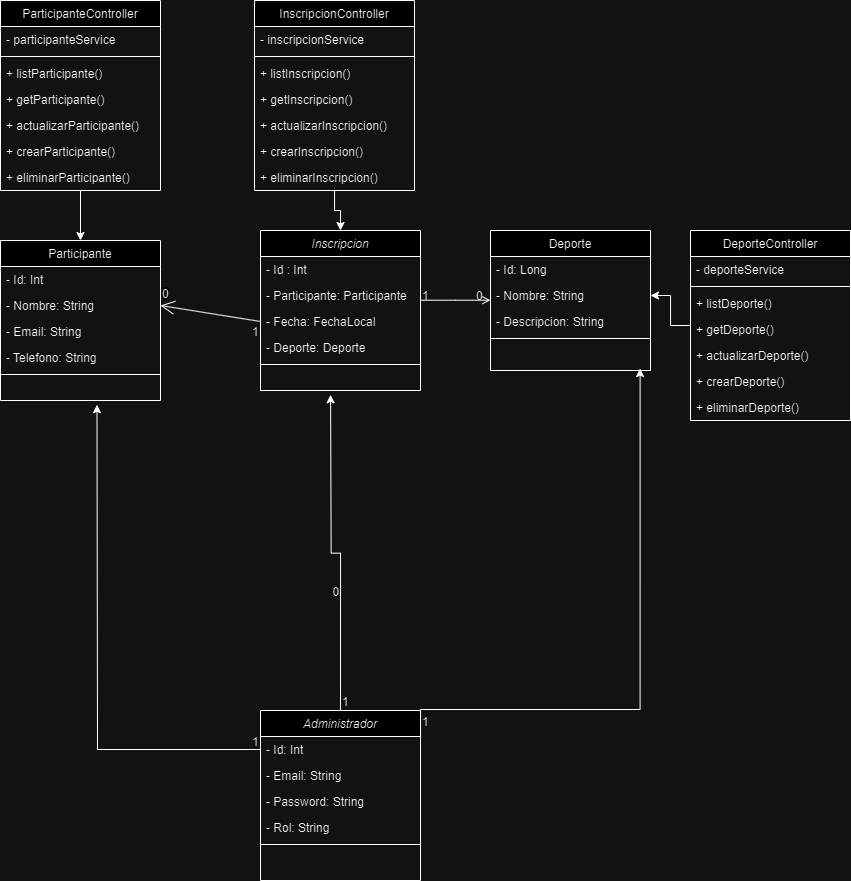 ParticipanteController
- participanteService
+ listParticipante()
+ getParticipante()
+ actualizarParticipante()
+ crearParticipante()
+ eliminarParticipante()
InscripcionController
- inscripcionService
+ listInscripcion()
+ getInscripcion()
+ actualizarInscripcion()
+ crearInscripcion()
+ eliminarInscripcion()
Participante
- Id: Int
- Nombre: String
- Email: String
- Telefono: String
0
1
Inscripcion
- Id : Int
- Participante: Participante
- Fecha: FechaLocal
- Deporte: Deporte
1
0
Deporte
- Id: Long
- Nombre: String
- Descripcion: String
DeporteController
- deporteService
+ listDeporte()
+ getDeporte()
+ actualizarDeporte()
+ crearDeporte()
+ eliminarDeporte()
0
1
1
1
Administrador
- Id: Int
- Email: String
- Password: String
- Rol: String